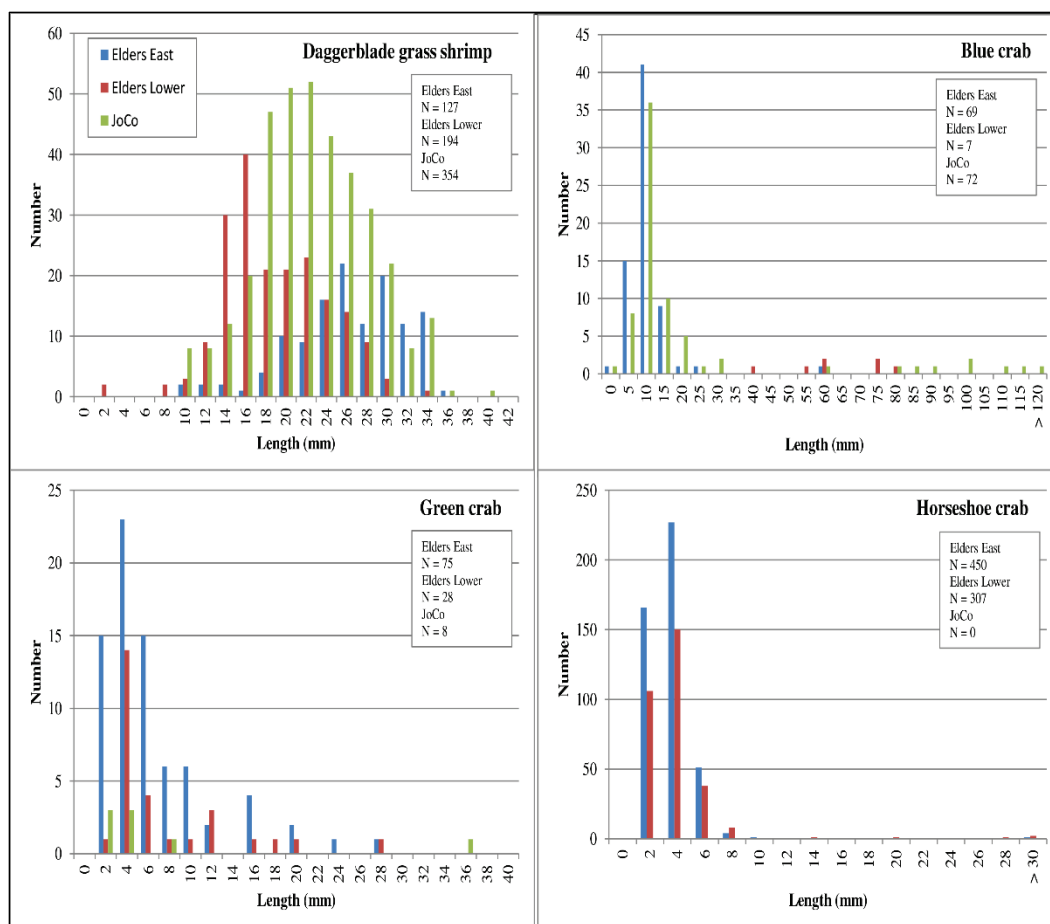 Daggerblade grass shrimp
Elders East
Elders Lower
JoCo
Elders East
N = 127
Elders Lower
N = 194
JoCo
N = 354
Number
60
50
40
30
20
10
0
0 2 4 6 8 10 12 14 16 18 20 22 24 26 28 30 32 34 36 40 42
Length (mm)
Blue crab
Elders East
N = 69
Elders Lower
N = 7
JoCo
N = 72
Number
45
40
35
30
25
20
15
10
5
0
0 5 10 15 20 25 30 35 40 45 50 55 60 65 70 75 80 85 90 95 100 105 110 115 > 120
Length (mm)
Green crab
Elders East
N = 75
Elders Lower
N = 28
JoCo
N = 8
Number
25
20
15
10
5
0
0 2 4 6 8 10 12 14 16 18 20 22 24 26 28 30 32 34 36 38 40
Length (mm)
Horseshoe crab
Elders East
N = 450
Elders Lower
N = 307
JoCo
N = 0
Number
250
200
150
100
50
0
0 2 4 6 8 10 12 14 16 18 20 22 24 26 28 > 30
Length (mm)